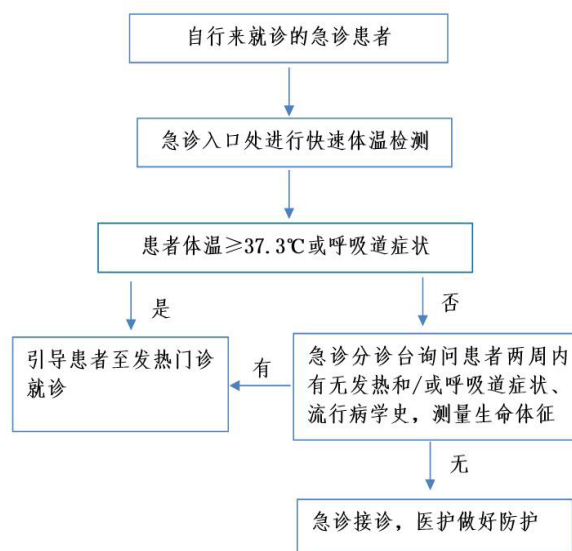 自行来就诊的急诊患者
急诊入口处进行快速体温检测
患者体温≥37.3℃或呼吸道症状
是
否
引导患者至发热门诊
就诊
有
急诊分诊台询问患者两周内
有无发热和/或呼吸道症状、
流行病学史，测量生命体征
无
急诊接诊，医护做好防护